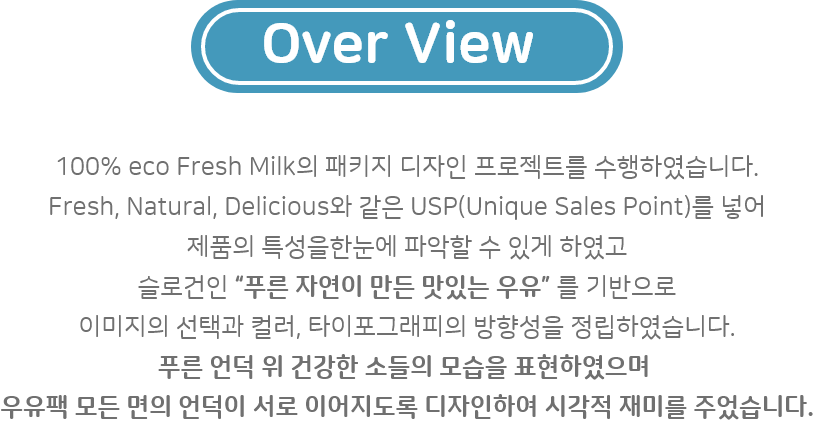 Over View
100% eco Fresh Milk의 패키지 디자인 프로젝트를 수행하였습니다.
Fresh, Natural, Delicious와 같은 USP(Unique Sales Point)를 넣어
제품의 특성을한눈에 파악할 수 있게 하였고
슬로건인 “푸른 자연이 만든 맛있는 우유” 를 기반으로
이미지의 선택과 컬러, 타이포그래피의 방향성을 정립하였습니다.
푸른 언덕 위 건강한 소들의 모습을 표현하였으며
우유팩 모든 면의 언덕이 서로 이어지도록 디자인하여 시각적 재미를 주었습니다.